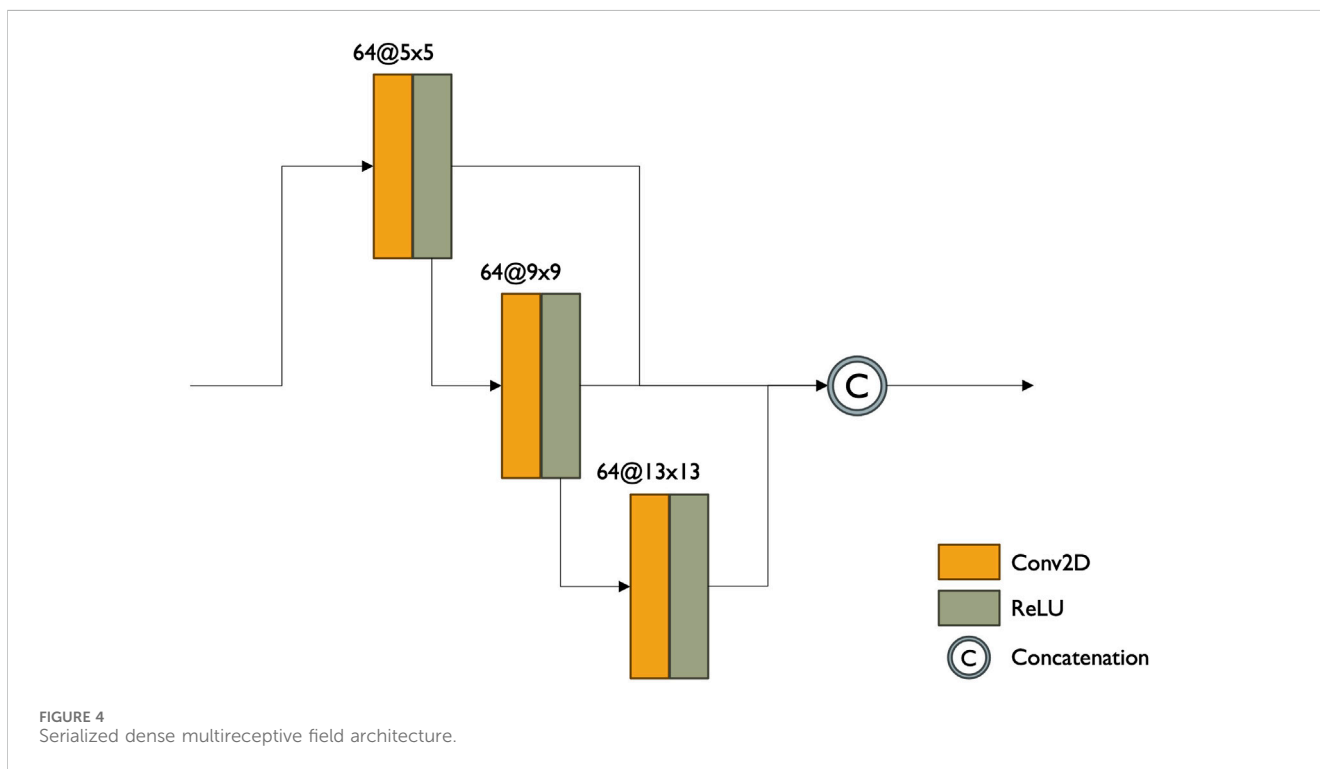 64@5x5
64@9x9
C
64@13x13
Conv2D
ReLU
C Concatenation
FIGURE 4
Serialized dense multireceptive field architecture.